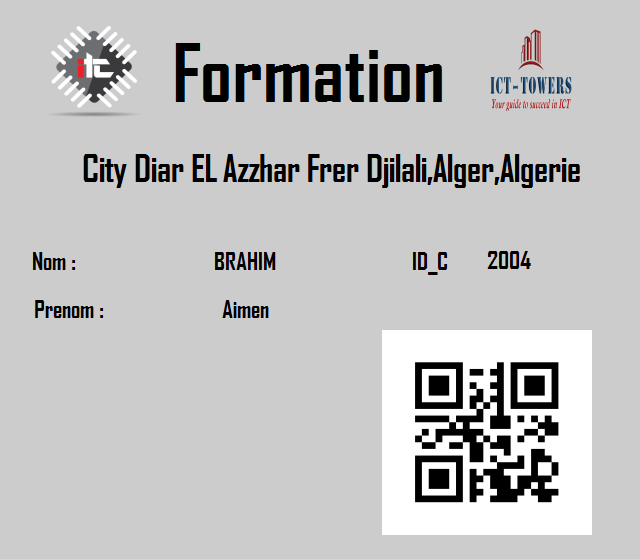 itc
Formation
ICT-TOWERS
Your guide to succeed in ICT
City Diar EL Azzhar Frer Djilali,Alger,Algerie
Nom : BRAHIM ID_C 2004
Prenom : Aimen